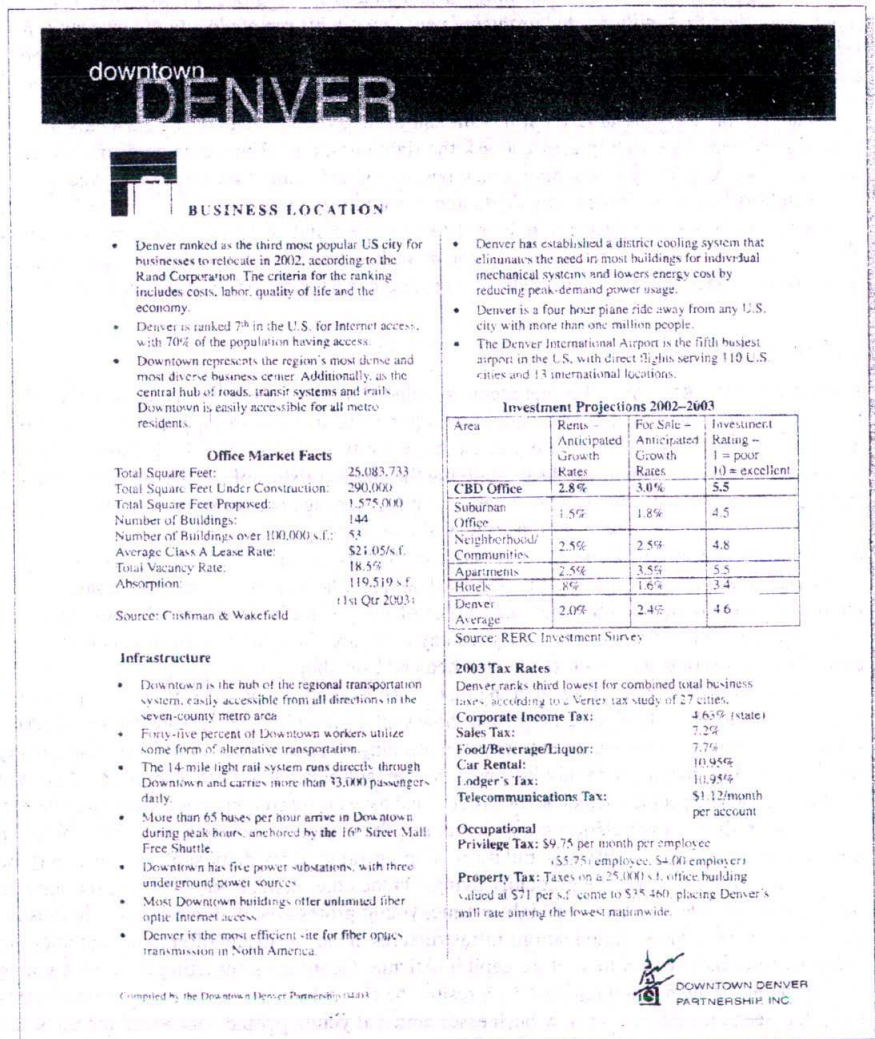 downtown
DENVER
BUSINESS LOCATION
• Denver ranked as the third most popular US city for
businesses to relocate in 2002, according to the
Rand Corporation. The criteria for the ranking
includes costs, labor, quality of life and the
economy.
• Denver is ranked 7th in the U.S. for Internet access,
with 70% of the population having access.
• Downtown represents the region's most dense and
most diverse business center. Additionally, as the
central hub of roads, transit systems and trails,
Downtown is easily accessible for all metro
residents.
Office Market Facts
Total Square Feet: 25,083,733
Total Square Feet Under Construction: 290,000
Total Square Feet Proposed: 1,575,000
Number of Buildings: 144
Number of Buildings over 100,000 s.f.: 53
Average Class A Lease Rate: $21.05/s.f.
Total Vacancy Rate: 18.5%
Absorption: 119,519 s.f.
(1st Qtr 2003)
Source: Cushman & Wakefield
Infrastructure
• Downtown is the hub of the regional transportation
system, easily accessible from all directions in the
seven-county metro area
• Forty-five percent of Downtown workers utilize
some form of alternative transportation.
• The 14-mile light rail system runs directly through
Downtown and carries more than 33,000 passengers
daily.
• More than 65 buses per hour arrive in Downtown
during peak hours, anchored by the 16th Street Mall
Free Shuttle.
• Downtown has five power substations, with three
underground power sources
• Most Downtown buildings offer unlimited fiber
optic Internet access
• Denver is the most efficient site for fiber optics
transmission in North America.
Compiled by the Downtown Denver Partnership
• Denver has established a district cooling system that
eliminates the need in most buildings for individual
mechanical systems and lowers energy cost by
reducing peak-demand power usage.
• Denver is a four hour plane ride away from any U.S.
city with more than one million people.
• The Denver International Airport is the fifth busiest
airport in the US, with direct flights serving 110 U.S.
cities and 13 international locations.
Investment Projections 2002–2003
Area Rents – For Sale – Investment
Anticipated Anticipated Rating –
Growth Growth 1 = poor
Rates Rates 10 = excellent
CBD Office 2.8% 3.0% 5.5
Suburban
Office 1.5% 1.8% 4.5
Neighborhood/
Communities 2.5% 2.5% 4.8
Apartments 2.5% 3.5% 5.5
Hotels .8% 1.6% 3.4
Denver
Average 2.0% 2.4% 4.6
Source: RERC Investment Survey
2003 Tax Rates
Denver ranks third lowest for combined total business
taxes, according to a Vertex tax study of 27 cities.
Corporate Income Tax: 4.63% (state)
Sales Tax: 7.2%
Food/Beverage/Liquor: 7.7%
Car Rental: 10.95%
Lodger's Tax: 10.95%
Telecommunications Tax: $1.12/month
per account
Occupational
Privilege Tax: $9.75 per month per employee
($5.75 employee, $4.00 employer)
Property Tax: Taxes on a 25,000 s.f. office building
valued at $71 per s.f. come to $35,460, placing Denver's
mill rate among the lowest nationwide.
DOWNTOWN DENVER
PARTNERSHIP, INC.